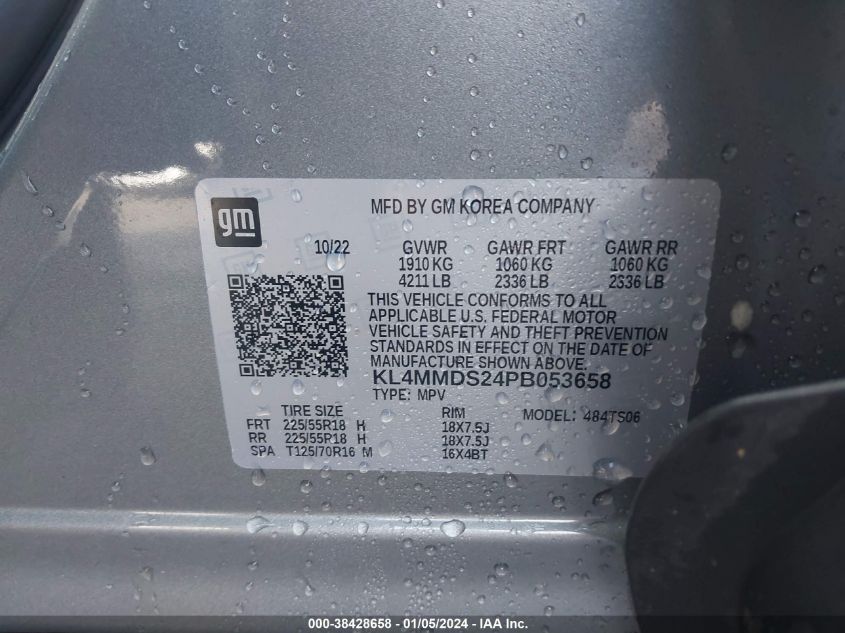 gm
MFD BY GM KOREA COMPANY
10/22 GVWR GAWR FRT GAWR RR
1910 KG 1060 KG 1060 KG
4211 LB 2336 LB 2336 LB
THIS VEHICLE CONFORMS TO ALL
APPLICABLE U.S. FEDERAL MOTOR
VEHICLE SAFETY AND THEFT PREVENTION
STANDARDS IN EFFECT ON THE DATE OF
MANUFACTURE SHOWN ABOVE.
KL4MMDS24PB053658
TYPE: MPV
TIRE SIZE RIM MODEL: 484TS06
FRT 225/55R18 H 18X7.5J
RR 225/55R18 H 18X7.5J
SPA T125/70R16 M 16X4BT
000-38428658 - 01/05/2024 - Copart, Inc.